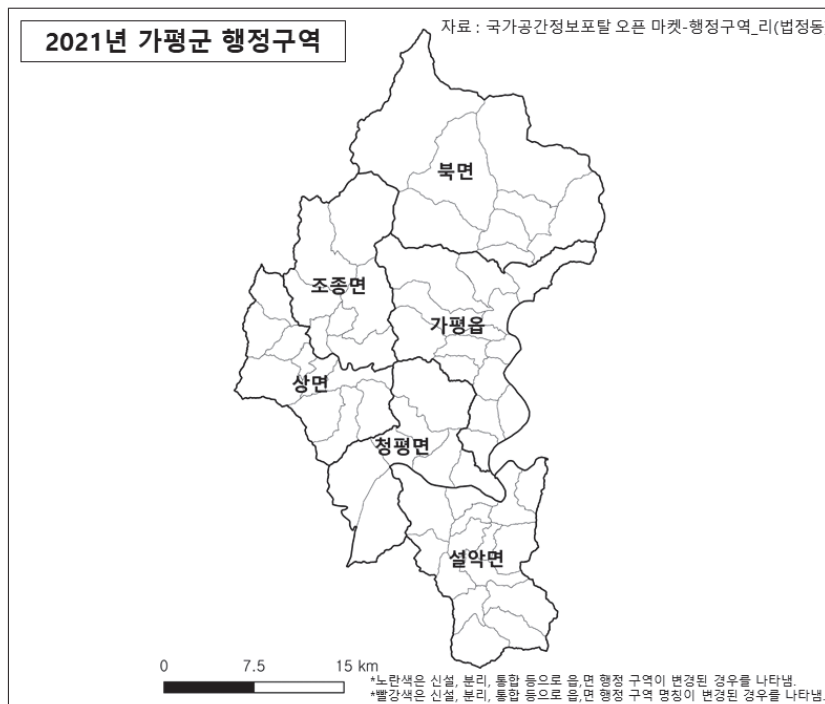 2021년 가평군 행정구역
자료 : 국가공간정보포탈 오픈 마켓-행정구역_리(법정동
북면
조종면
가평읍
상면
청평면
설악면
0 7.5 15 km
*노란색은 신설, 분리, 통합 등으로 읍,면 행정 구역이 변경된 경우를 나타냄.
*빨강색은 신설, 분리, 통합 등으로 읍,면 행정 구역 명칭이 변경된 경우를 나타냄.